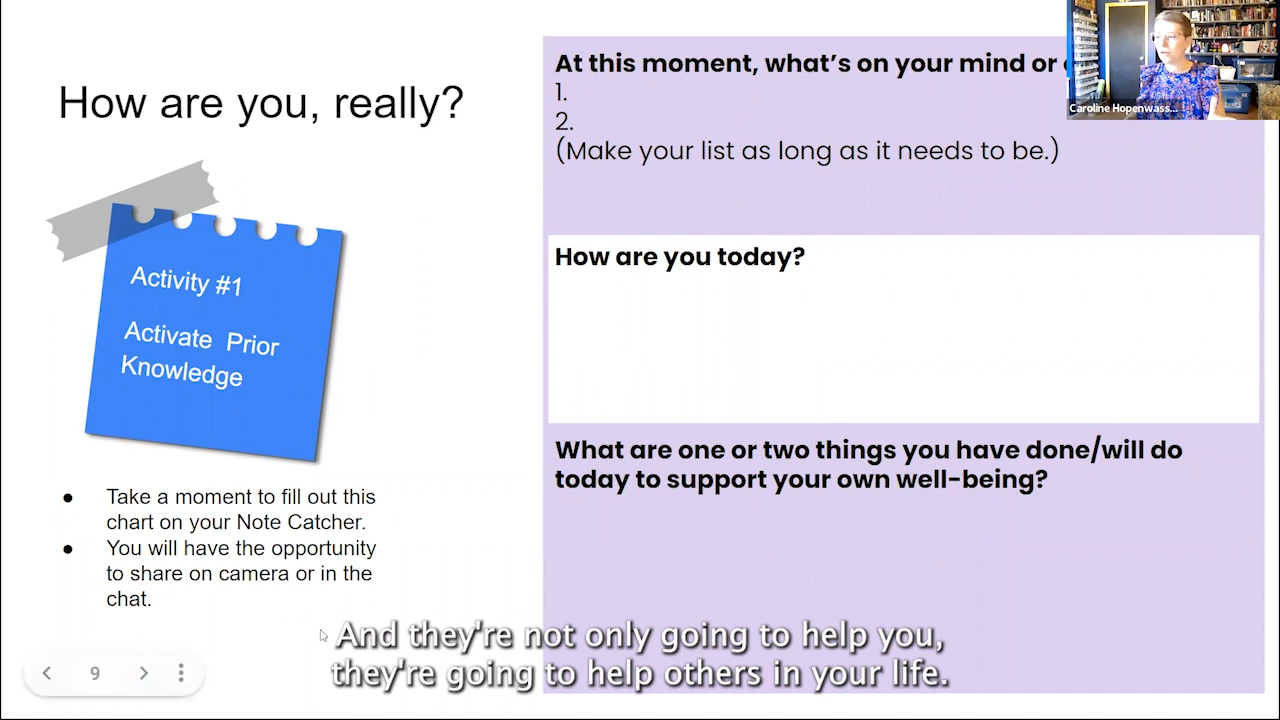 How are you, really?
Activity #1
Activate Prior
Knowledge
● Take a moment to fill out this
chart on your Note Catcher.
● You will have the opportunity
to share on camera or in the
chat.
At this moment, what's on your mind or
1.
2.
(Make your list as long as it needs to be.)
How are you today?
What are one or two things you have done/will do
today to support your own well-being?
Caroline Hopenwass...
And they're not only going to help you,
they're going to help others in your life.
9